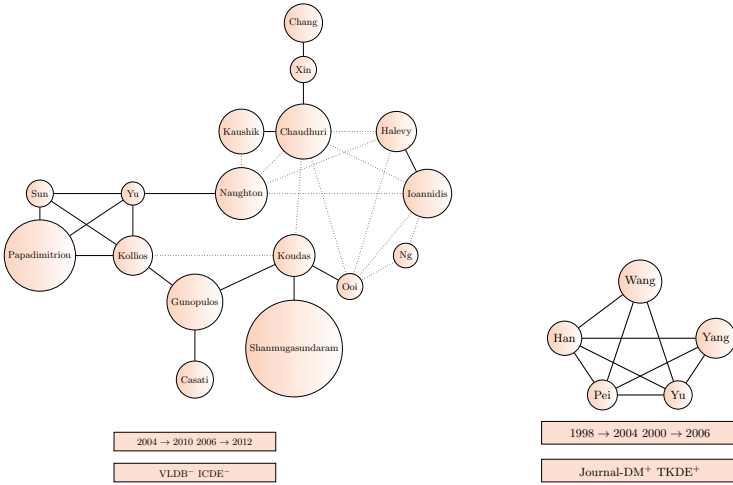 Chang
Xin
Kaushik
Chaudhuri
Halevy
Sun
Yu
Naughton
Ioannidis
Papadimitriou
Kollios
Koudas
Ng
Ooi
Gunopulos
Shanmugasundaram
Casati
2004 → 2010 2006 → 2012
VLDB⁻ ICDE⁻
Wang
Han
Yang
Pei
Yu
1998 → 2004 2000 → 2006
Journal-DM⁺ TKDE⁺